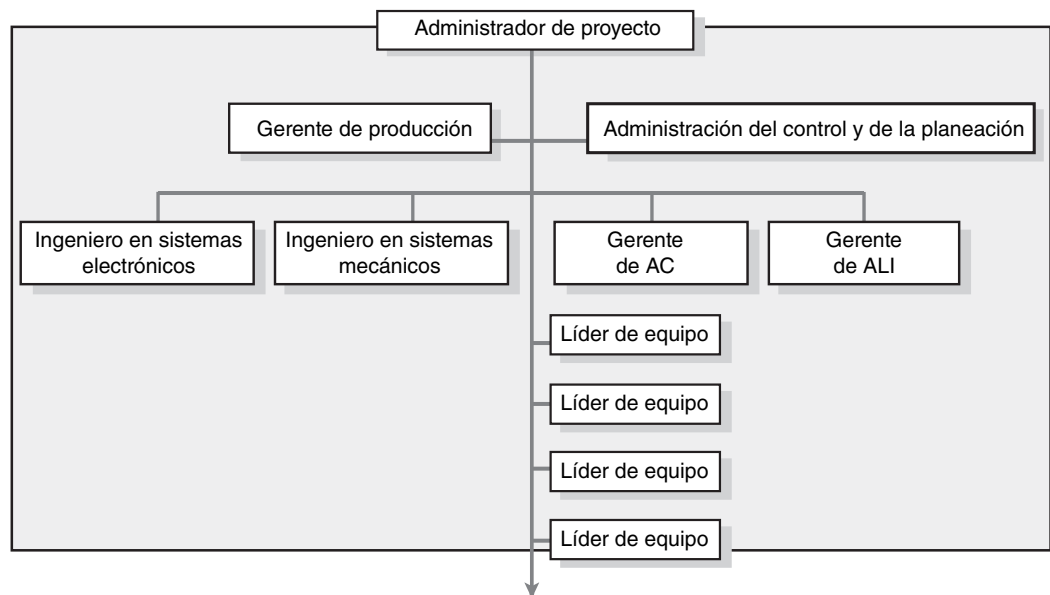 Administrador de proyecto
Gerente de producción
Administración del control y de la planeación
Ingeniero en sistemas
electrónicos
Ingeniero en sistemas
mecánicos
Gerente
de AC
Gerente
de ALI
Líder de equipo
Líder de equipo
Líder de equipo
Líder de equipo